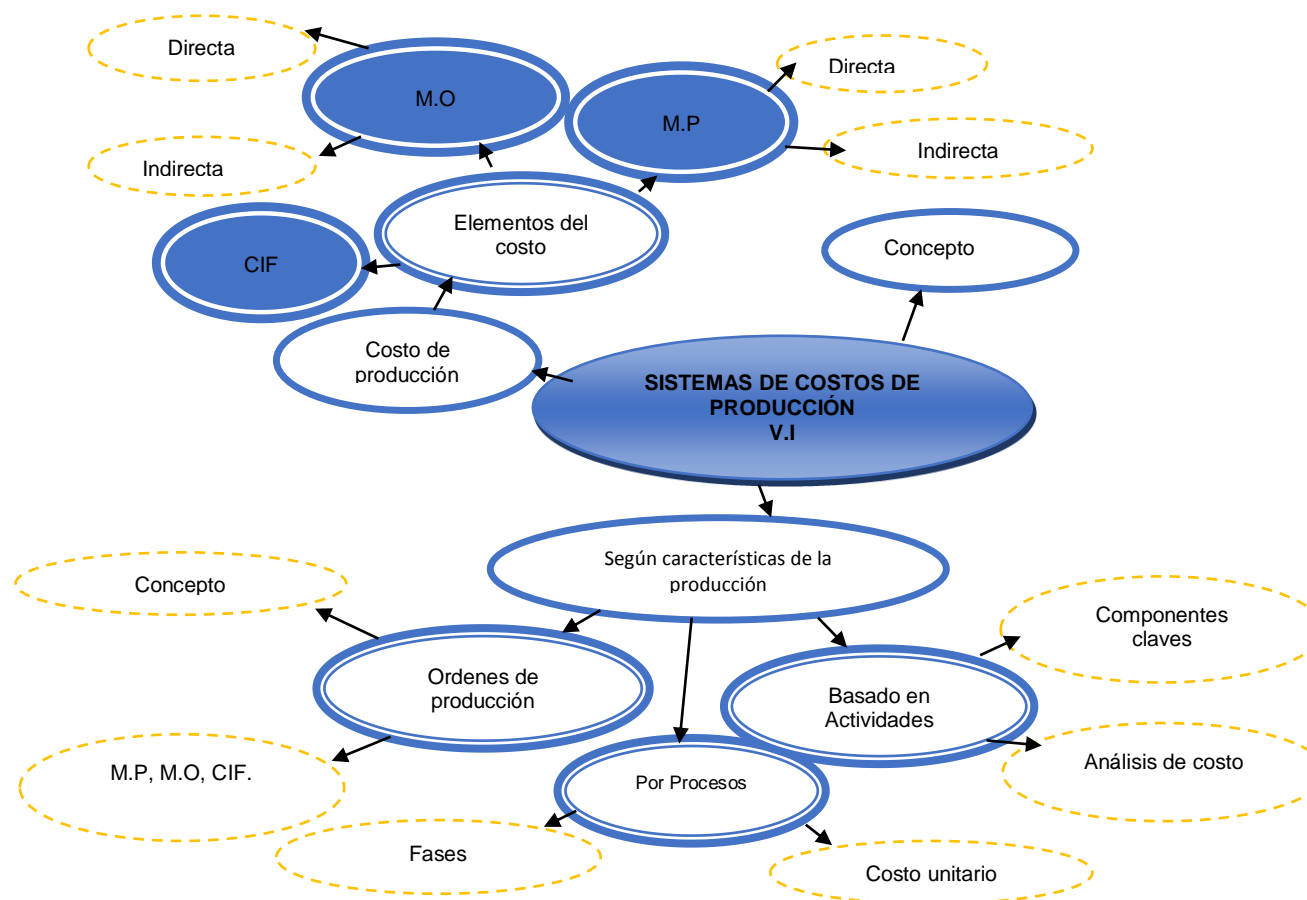 Directa
M.O
Directa
M.P
Indirecta
Indirecta
Elementos del
costo
Concepto
CIF
Costo de
producción
SISTEMAS DE COSTOS DE
PRODUCCIÓN
V.I
Según características de la
producción
Concepto
Componentes
claves
Ordenes de
producción
Basado en
Actividades
M.P, M.O, CIF.
Análisis de costo
Por Procesos
Fases
Costo unitario